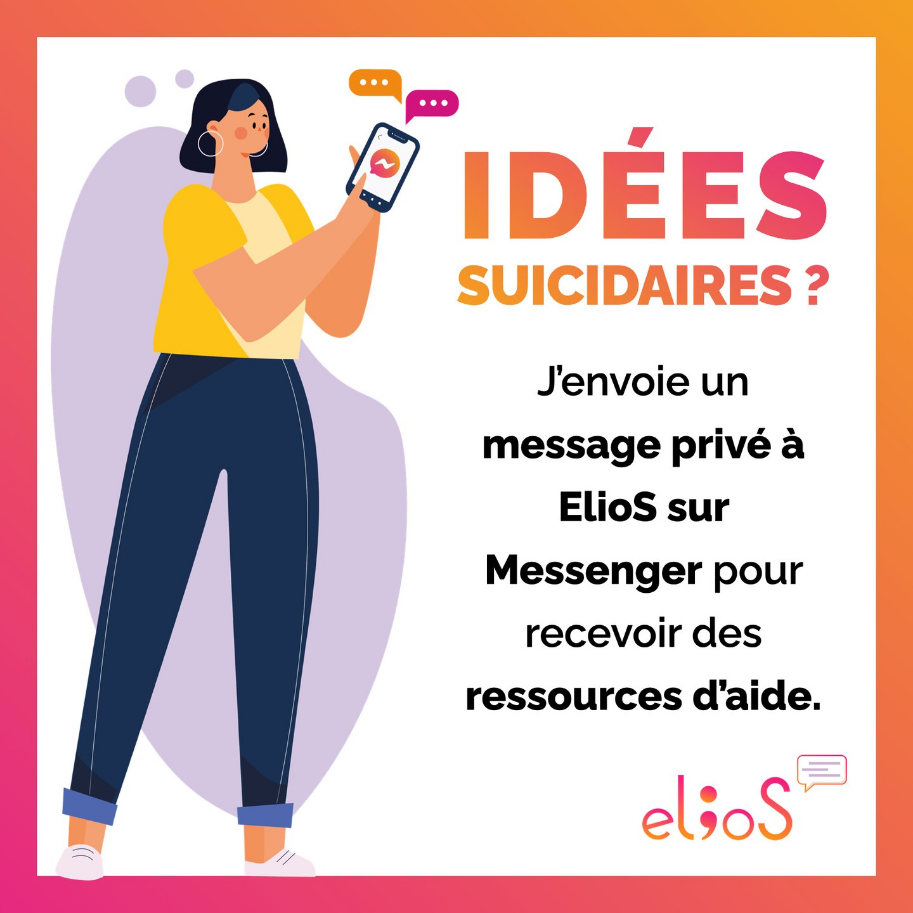 IDÉES
SUICIDAIRES ?
J’envoie un
message privé à
ElioS sur
Messenger pour
recevoir des
ressources d’aide.
elioS